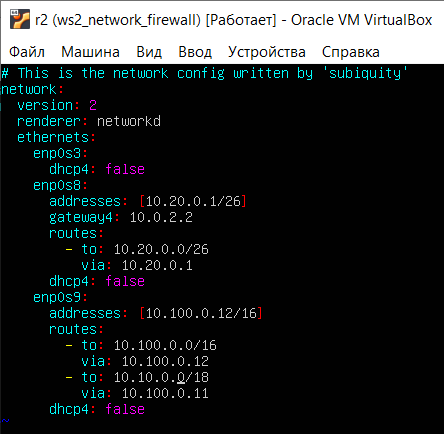 r2 (ws2_network_firewall) [Работает] - Oracle VM VirtualBox
Файл Машина Вид Ввод Устройства Справка
# This is the network config written by 'subiquity'
network:
  version: 2
  renderer: networkd
  ethernets:
    enp0s3:
      dhcp4: false
    enp0s8:
      addresses: [10.20.0.1/26]
      gateway4: 10.0.2.2
      routes:
        - to: 10.20.0.0/26
          via: 10.20.0.1
      dhcp4: false
    enp0s9:
      addresses: [10.100.0.12/16]
      routes:
        - to: 10.100.0.0/16
          via: 10.100.0.12
        - to: 10.10.0.0/18
          via: 10.100.0.11
      dhcp4: false
~